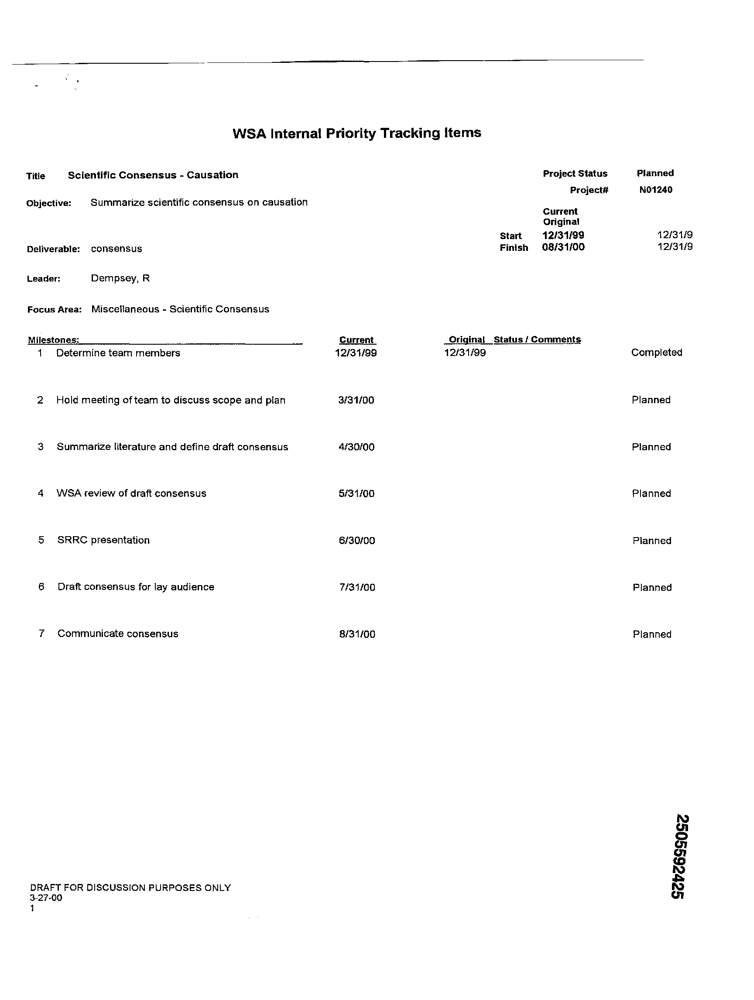 WSA Internal Priority Tracking Items
Title Scientific Consensus - Causation Project Status Planned
Project# N01240
Objective: Summarize scientific consensus on causation
Current
Original
Start 12/31/99 12/31/9
Deliverable: consensus Finish 08/31/00 12/31/9
Leader: Dempsey, R
Focus Area: Miscellaneous - Scientific Consensus
Milestones: Current Original Status / Comments
1 Determine team members 12/31/99 12/31/99 Completed
2 Hold meeting of team to discuss scope and plan 3/31/00 Planned
3 Summarize literature and define draft consensus 4/30/00 Planned
4 WSA review of draft consensus 5/31/00 Planned
5 SRRC presentation 6/30/00 Planned
6 Draft consensus for lay audience 7/31/00 Planned
7 Communicate consensus 8/31/00 Planned
2505592425
DRAFT FOR DISCUSSION PURPOSES ONLY
3-27-00
1